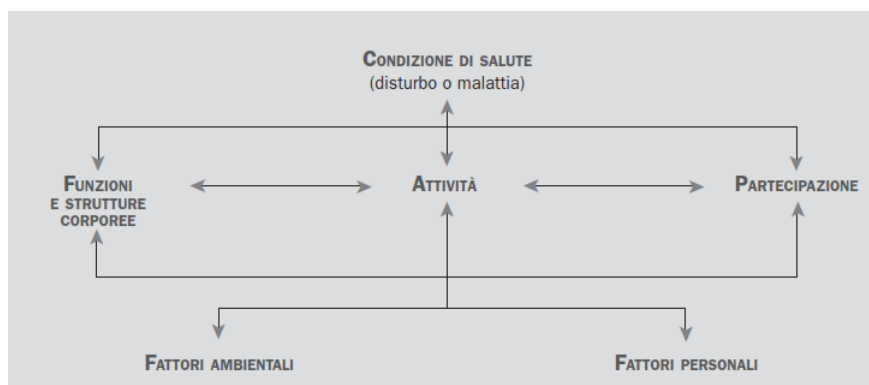 CONDIZIONE DI SALUTE
(disturbo o malattia)
FUNZIONI
E STRUTTURE
CORPOREE
ATTIVITÀ
PARTECIPAZIONE
FATTORI AMBIENTALI
FATTORI PERSONALI